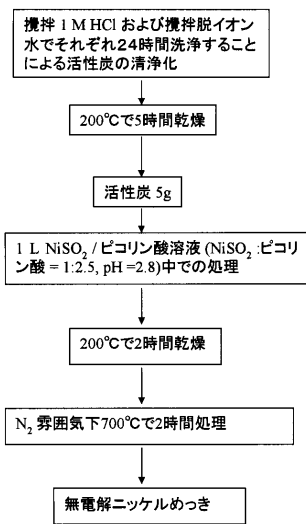 攪拌 1 M HCl および攪拌脱イオン
水でそれぞれ24時間洗浄すること
による活性炭の清浄化
200℃で5時間乾燥
活性炭 5g
1 L NiSO2 / ピコリン酸溶液 (NiSO2 :ピコリ
ン酸 = 1:2.5, pH =2.8)中での処理
200℃で2時間乾燥
N2 雰囲気下700℃で2時間処理
無電解ニッケルめっき